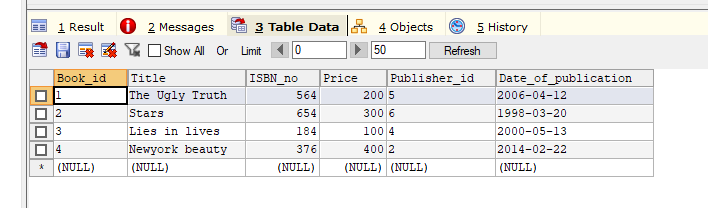 1 Result 2 Messages 3 Table Data 4 Objects 5 History
Show All Or Limit 0 50 Refresh
Book_id Title ISBN_no Price Publisher_id Date_of_publication
1 The Ugly Truth 564 200 5 2006-04-12
2 Stars 654 300 6 1998-03-20
3 Lies in lives 184 100 4 2000-05-13
4 Newyork beauty 376 400 2 2014-02-22
* (NULL) (NULL) (NULL) (NULL) (NULL) (NULL)